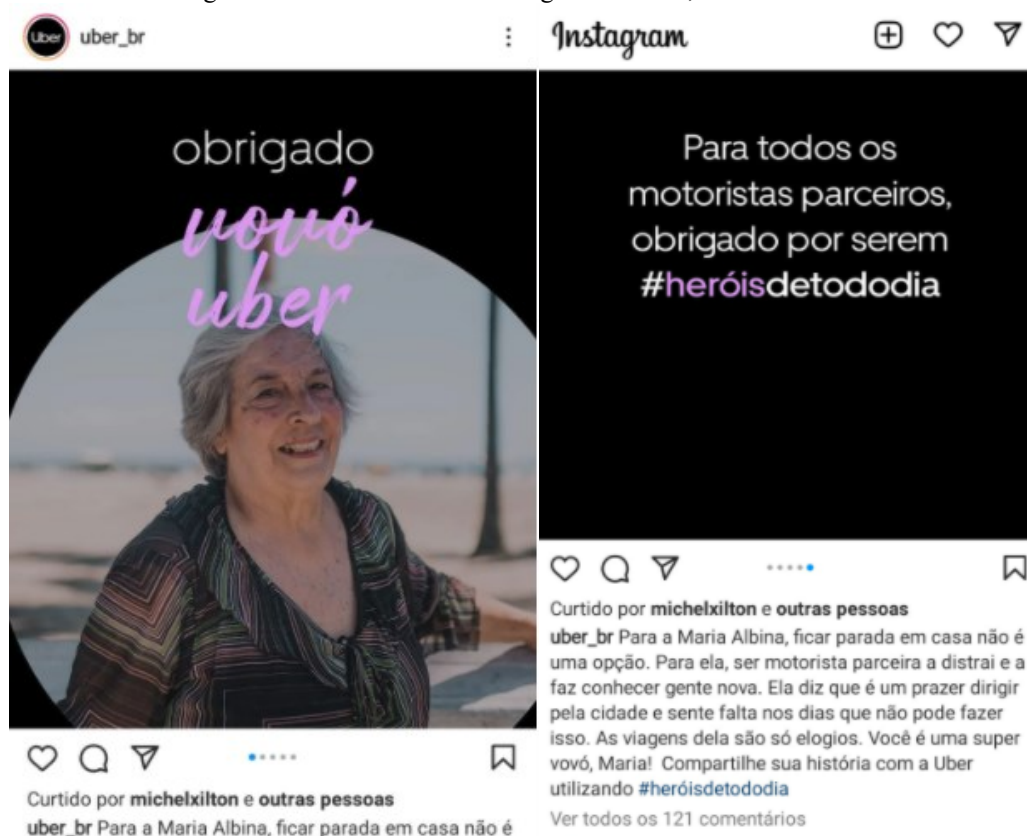 Uber
uber_br
obrigado
vovó
uber
Curtido por michelxilton e outras pessoas
uber_br Para a Maria Albina, ficar parada em casa não é
Instagram
Para todos os
motoristas parceiros,
obrigado por serem
#heróisdetododia
Curtido por michelxilton e outras pessoas
uber_br Para a Maria Albina, ficar parada em casa não é
uma opção. Para ela, ser motorista parceira a distrai e a
faz conhecer gente nova. Ela diz que é um prazer dirigir
pela cidade e sente falta nos dias que não pode fazer
isso. As viagens dela são só elogios. Você é uma super
vovó, Maria! Compartilhe sua história com a Uber
utilizando #heróisdetododia
Ver todos os 121 comentários